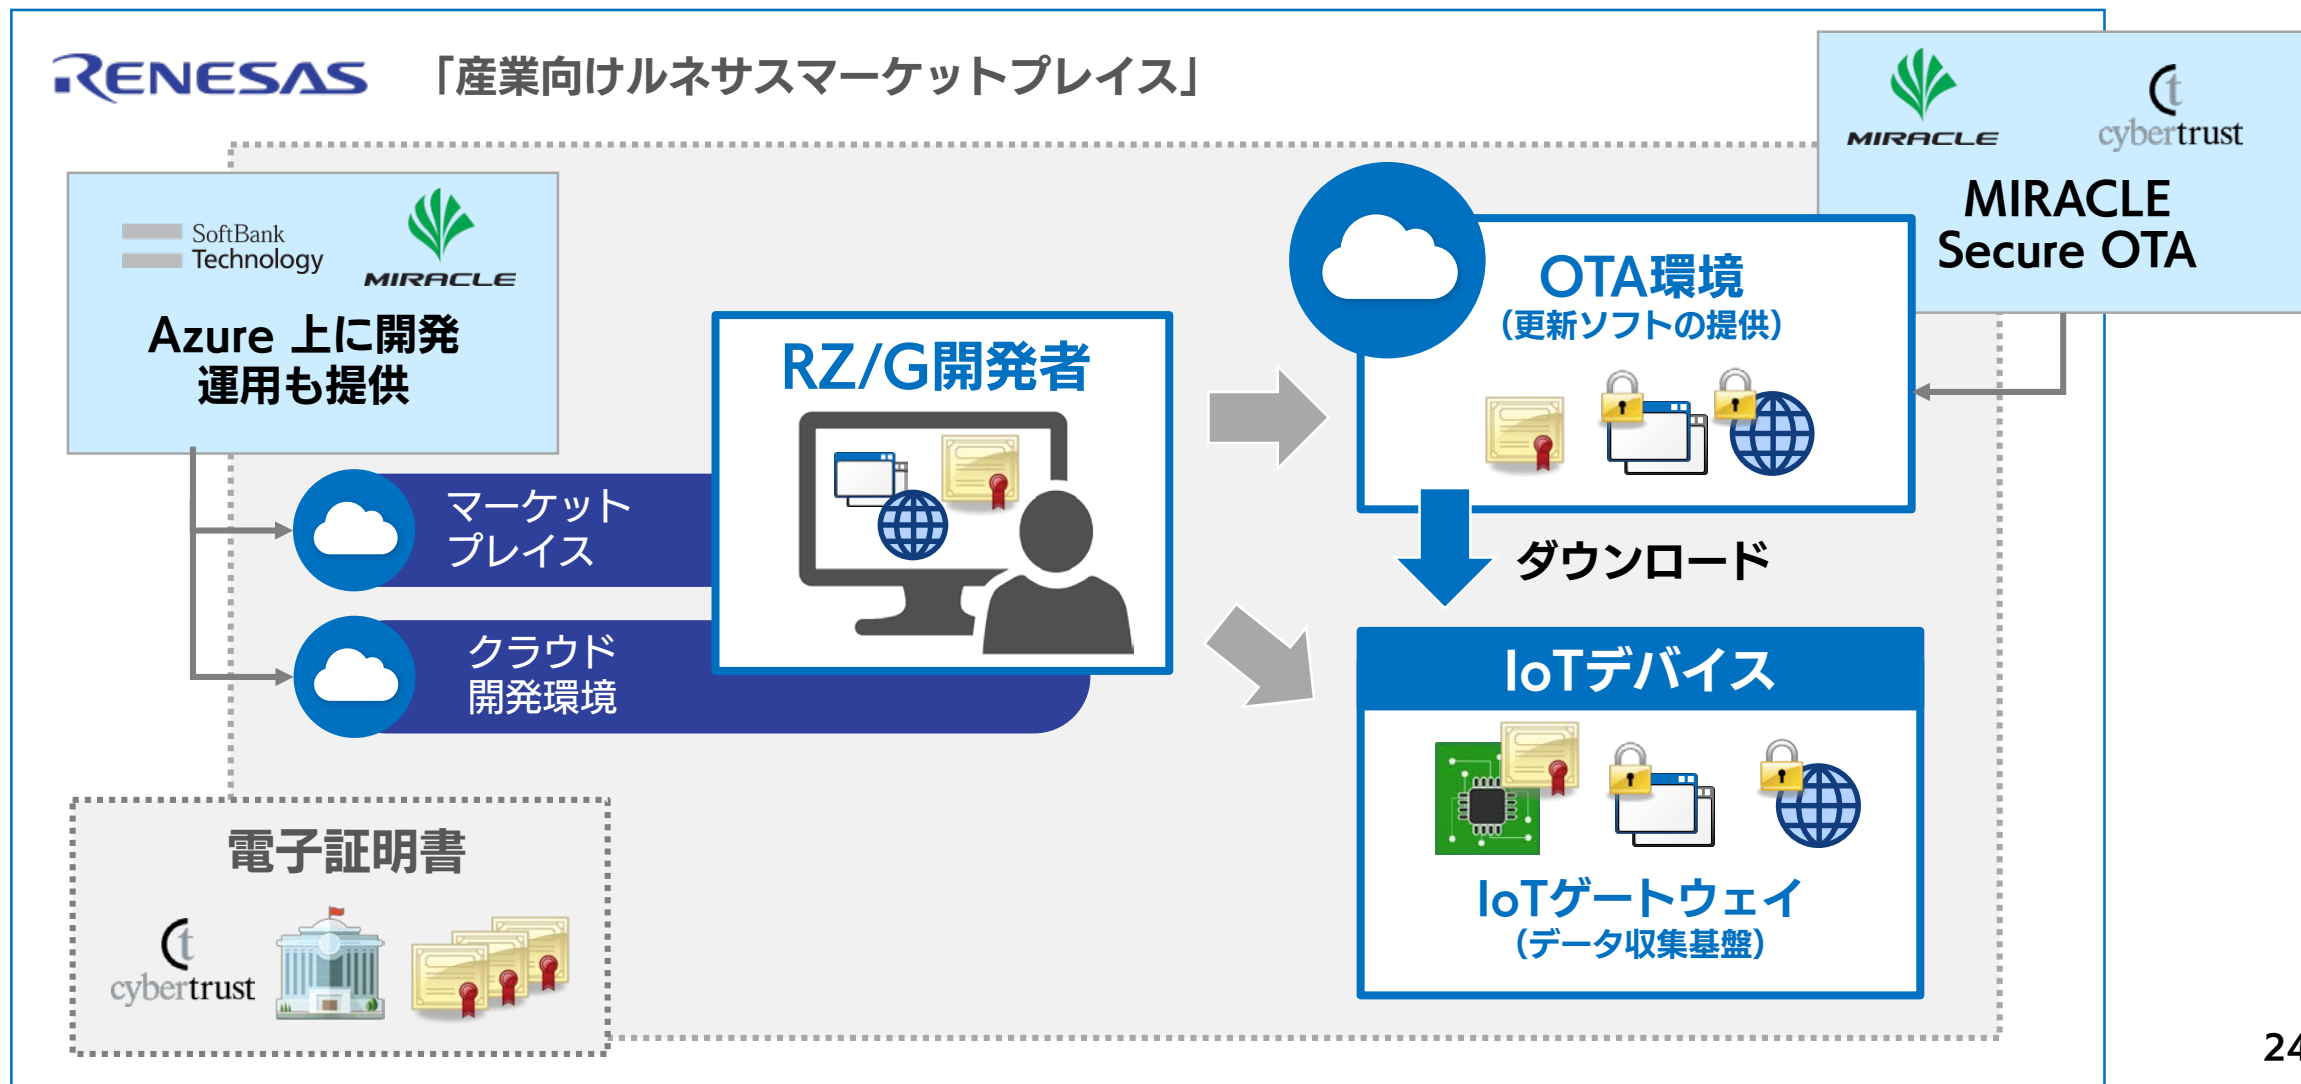 RENESAS 「産業向けルネサスマーケットプレイス」
MIRACLE
cybertrust
MIRACLE
Secure OTA
SoftBank
Technology
MIRACLE
Azure 上に開発
運用も提供
マーケット
プレイス
クラウド
開発環境
RZ/G開発者
OTA環境
（更新ソフトの提供）
ダウンロード
IoTデバイス
IoTゲートウェイ
（データ収集基盤）
電子証明書
cybertrust
24